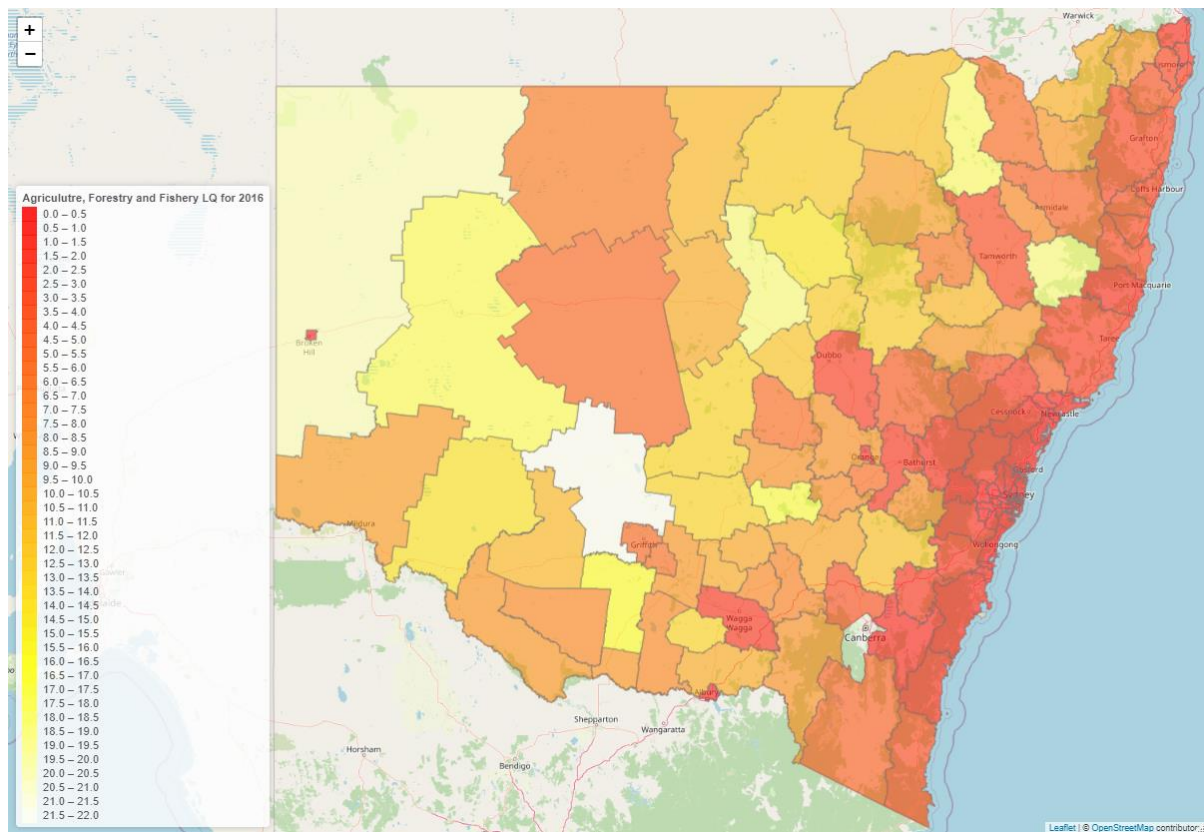 +
−
Warwick
Lismore
Grafton
Coffs Harbour
Armidale
Tamworth
Port Macquarie
Taree
Broken Hill
Dubbo
Cessnock
Newcastle
Orange
Bathurst
Gosford
Sydney
Mildura
Griffith
Wollongong
Wagga Wagga
Canberra
Albury
Shepparton
Wangaratta
Horsham
Bendigo
Agriculutre, Forestry and Fishery LQ for 2016
0.0 – 0.5
0.5 – 1.0
1.0 – 1.5
1.5 – 2.0
2.0 – 2.5
2.5 – 3.0
3.0 – 3.5
3.5 – 4.0
4.0 – 4.5
4.5 – 5.0
5.0 – 5.5
5.5 – 6.0
6.0 – 6.5
6.5 – 7.0
7.0 – 7.5
7.5 – 8.0
8.0 – 8.5
8.5 – 9.0
9.0 – 9.5
9.5 – 10.0
10.0 – 10.5
10.5 – 11.0
11.0 – 11.5
11.5 – 12.0
12.0 – 12.5
12.5 – 13.0
13.0 – 13.5
13.5 – 14.0
14.0 – 14.5
14.5 – 15.0
15.0 – 15.5
15.5 – 16.0
16.0 – 16.5
16.5 – 17.0
17.0 – 17.5
17.5 – 18.0
18.0 – 18.5
18.5 – 19.0
19.0 – 19.5
19.5 – 20.0
20.0 – 20.5
20.5 – 21.0
21.0 – 21.5
21.5 – 22.0
Leaflet | © OpenStreetMap contributor